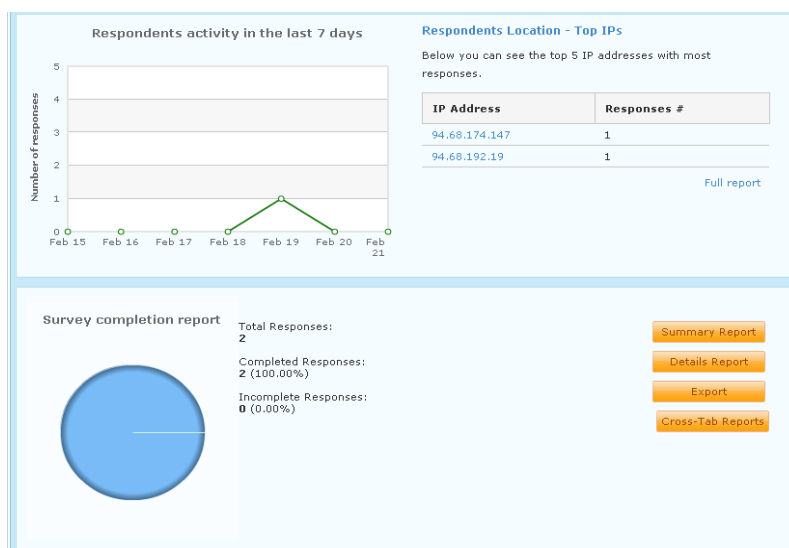 Respondents activity in the last 7 days
Number of responses
5
4
3
2
1
0
Feb 15 Feb 16 Feb 17 Feb 18 Feb 19 Feb 20 Feb
21
Respondents Location - Top IPs
Below you can see the top 5 IP addresses with most
responses.
IP Address Responses #
94.68.174.147 1
94.68.192.19 1
Full report
Survey completion report
Total Responses:
2
Completed Responses:
2 (100.00%)
Incomplete Responses:
0 (0.00%)
Summary Report
Details Report
Export
Cross-Tab Reports